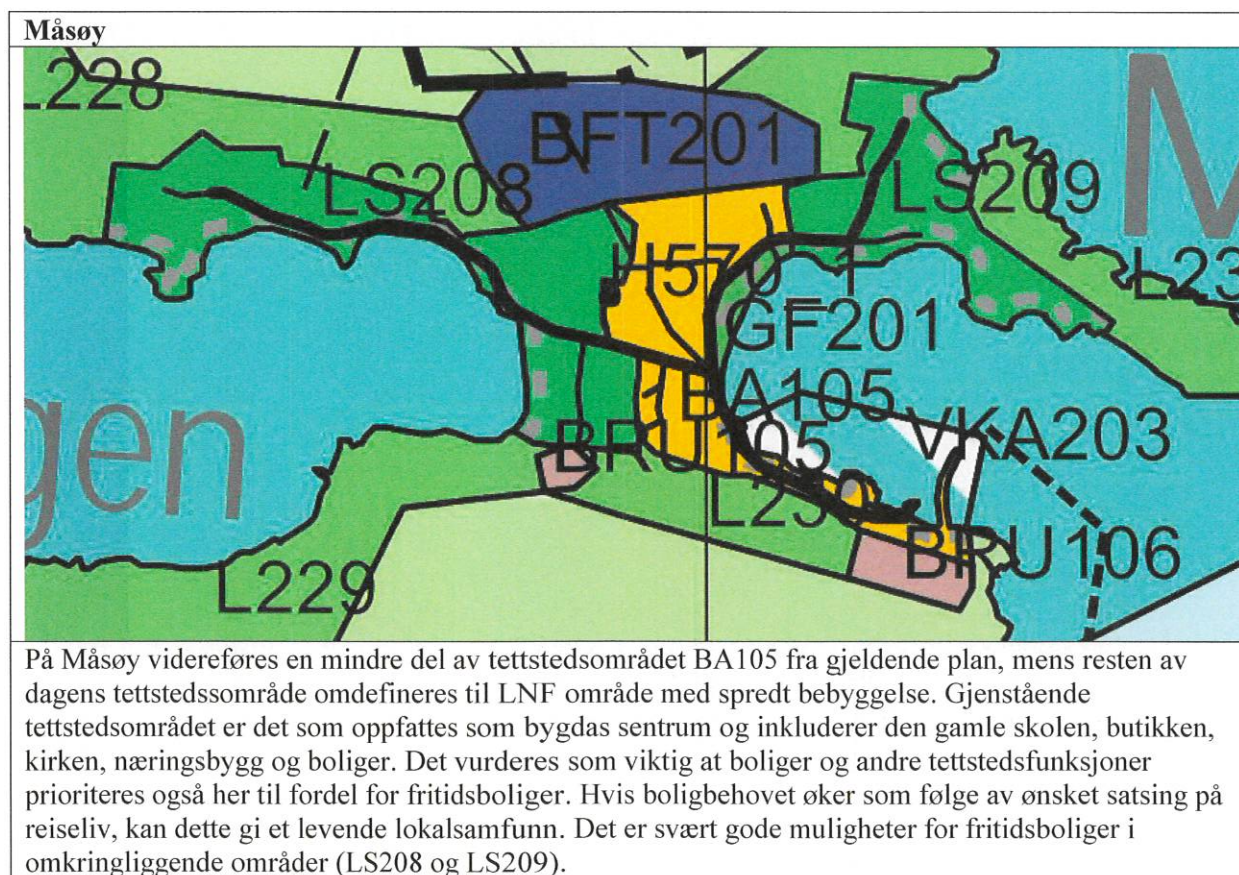 Måsøy
L228
BFT201
LS208
LS209
M
L23
H570_1
GF201
BA105
VKA203
BRU105
gen
L230
BRU106
L229
På Måsøy videreføres en mindre del av tettstedsområdet BA105 fra gjeldende plan, mens resten av
dagens tettstedssområde omdefineres til LNF område med spredt bebyggelse. Gjenstående
tettstedsområdet er det som oppfattes som bygdas sentrum og inkluderer den gamle skolen, butikken,
kirken, næringsbygg og boliger. Det vurderes som viktig at boliger og andre tettstedsfunksjoner
prioriteres også her til fordel for fritidsboliger. Hvis boligbehovet øker som følge av ønsket satsing på
reiseliv, kan dette gi et levende lokalsamfunn. Det er svært gode muligheter for fritidsboliger i
omkringliggende områder (LS208 og LS209).